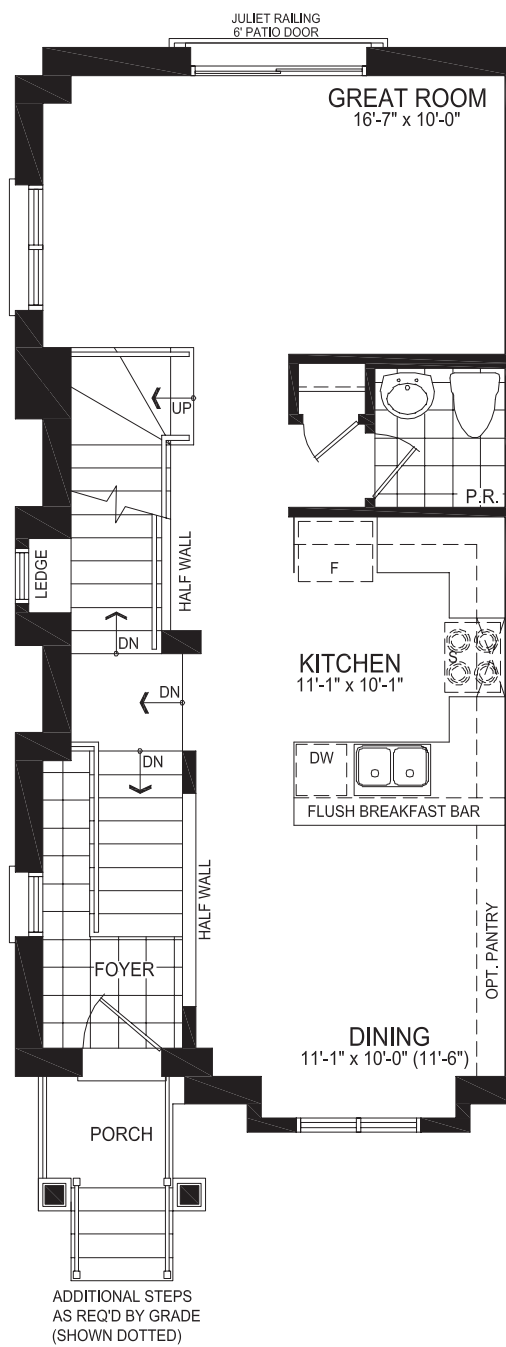 JULIET RAILING
6' PATIO DOOR
GREAT ROOM
16'-7" x 10'-0"
UP
P.R.
LEDGE
HALF WALL
F
DN
KITCHEN
11'-1" x 10'-1"
S
DN
DN
DW
FLUSH BREAKFAST BAR
HALF WALL
OPT. PANTRY
FOYER
DINING
11'-1" x 10'-0" (11'-6")
PORCH
ADDITIONAL STEPS
AS REQ'D BY GRADE
(SHOWN DOTTED)